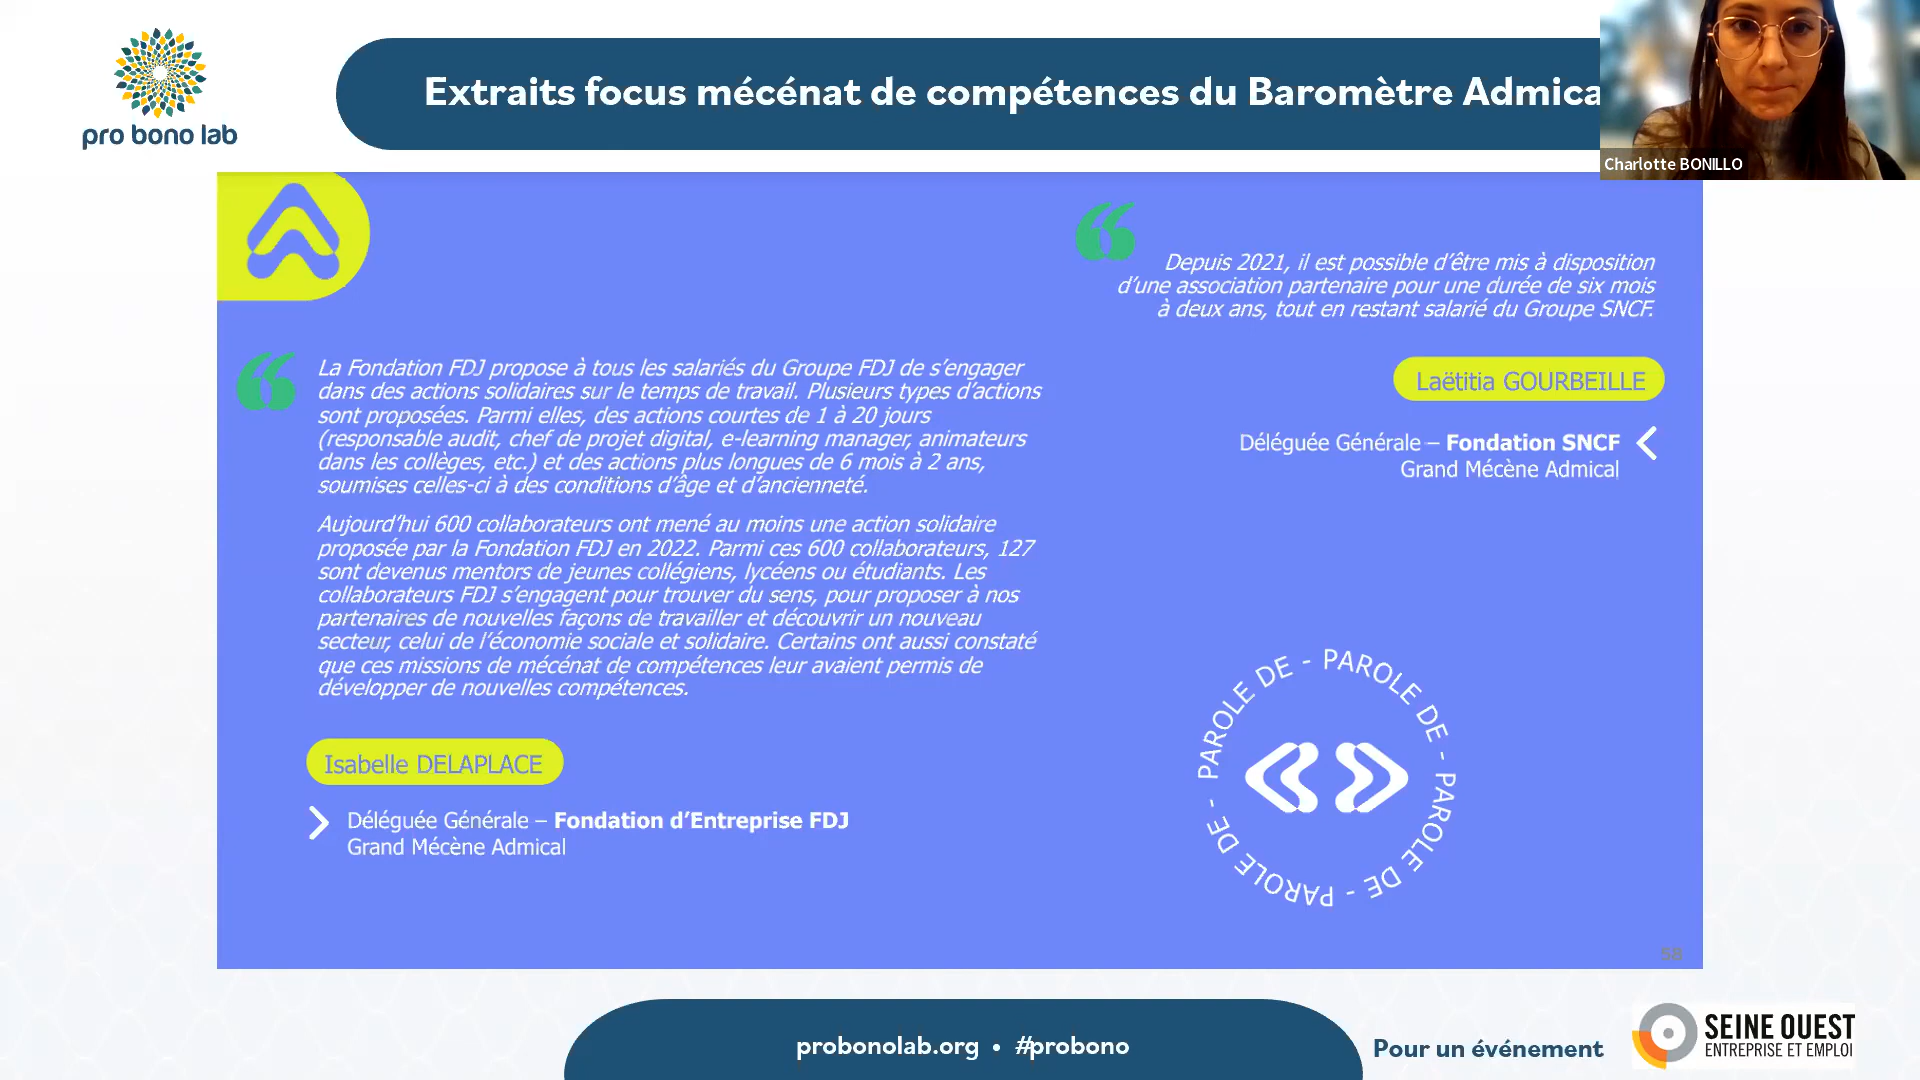 pro bono lab
Extraits focus mécénat de compétences du Baromètre Admica
Charlotte BONILLO
Depuis 2021, il est possible d’être mis à disposition
d’une association partenaire pour une durée de six mois
à deux ans, tout en restant salarié du Groupe SNCF.
Laëtitia GOURBEILLE
Déléguée Générale – Fondation SNCF
Grand Mécène Admical
La Fondation FDJ propose à tous les salariés du Groupe FDJ de s’engager
dans des actions solidaires sur le temps de travail. Plusieurs types d’actions
sont proposées. Parmi elles, des actions courtes de 1 à 20 jours
(responsable audit, chef de projet digital, e-learning manager, animateurs
dans les collèges, etc.) et des actions plus longues de 6 mois à 2 ans,
soumises celles-ci à des conditions d’âge et d’ancienneté.
Aujourd’hui 600 collaborateurs ont mené au moins une action solidaire
proposée par la Fondation FDJ en 2022. Parmi ces 600 collaborateurs, 127
sont devenus mentors de jeunes collégiens, lycéens ou étudiants. Les
collaborateurs FDJ s’engagent pour trouver du sens, pour proposer à nos
partenaires de nouvelles façons de travailler et découvrir un nouveau
secteur, celui de l’économie sociale et solidaire. Certains ont aussi constaté
que ces missions de mécénat de compétences leur avaient permis de
développer de nouvelles compétences.
Isabelle DELAPLACE
Déléguée Générale – Fondation d’Entreprise FDJ
Grand Mécène Admical
PAROLE DE - PAROLE DE - PAROLE DE - PAROLE DE -
58
probonolab.org • #probono
Pour un événement
SEINE OUEST
ENTREPRISE ET EMPLOI